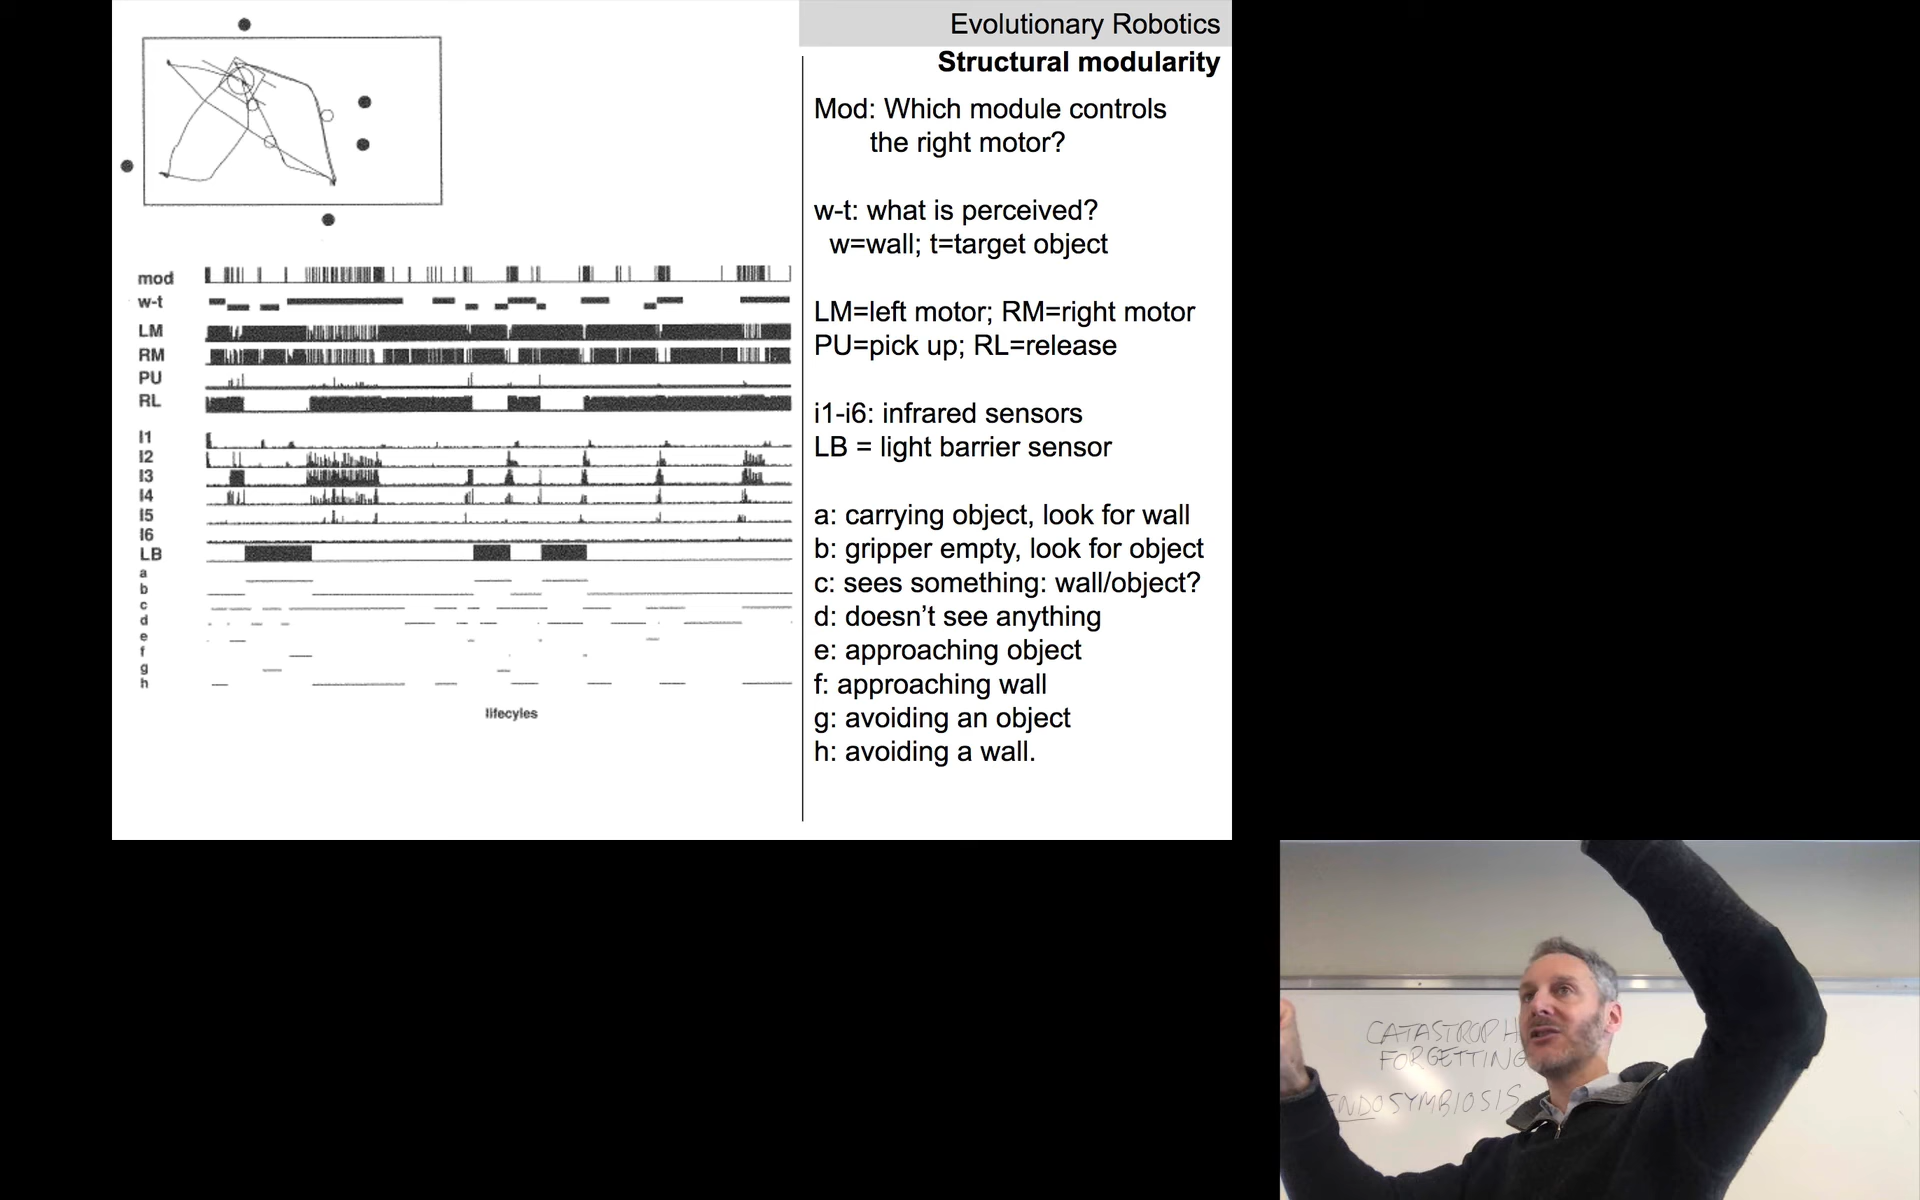 Evolutionary Robotics
Structural modularity
Mod: Which module controls
the right motor?
w-t: what is perceived?
w=wall; t=target object
LM=left motor; RM=right motor
PU=pick up; RL=release
i1-i6: infrared sensors
LB = light barrier sensor
a: carrying object, look for wall
b: gripper empty, look for object
c: sees something: wall/object?
d: doesn’t see anything
e: approaching object
f: approaching wall
g: avoiding an object
h: avoiding a wall.
mod
w-t
LM
RM
PU
RL
I1
I2
I3
I4
I5
I6
LB
a
b
c
d
e
f
g
h
lifecyles
CATASTROPH
FORGETTING
ENDOSYMBIOSIS